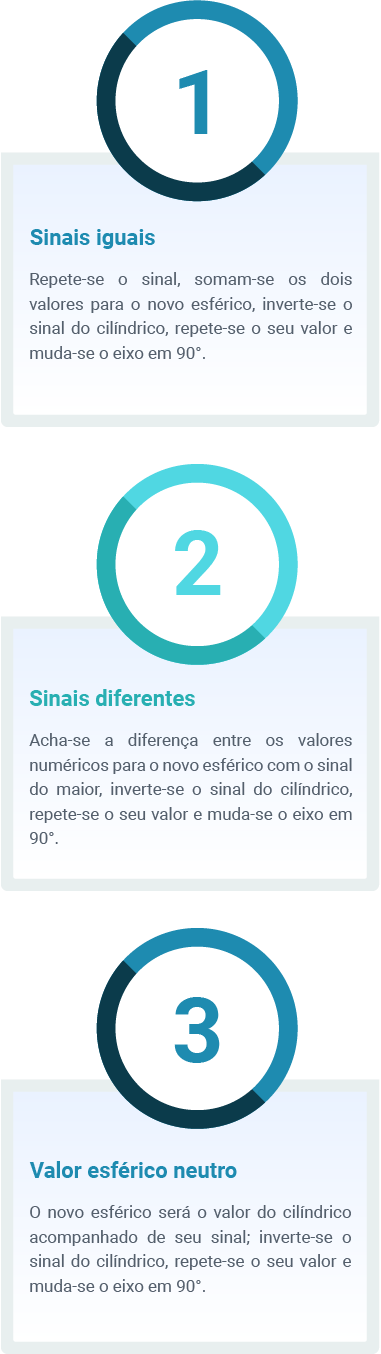 1
Sinais iguais
Repete-se o sinal, somam-se os dois
valores para o novo esférico, inverte-se o
sinal do cilíndrico, repete-se o seu valor e
muda-se o eixo em 90°.
2
Sinais diferentes
Acha-se a diferença entre os valores
numéricos para o novo esférico com o sinal
do maior, inverte-se o sinal do cilíndrico,
repete-se o seu valor e muda-se o eixo em
90°.
3
Valor esférico neutro
O novo esférico será o valor do cilíndrico
acompanhado de seu sinal; inverte-se o
sinal do cilíndrico, repete-se o seu valor e
muda-se o eixo em 90°.